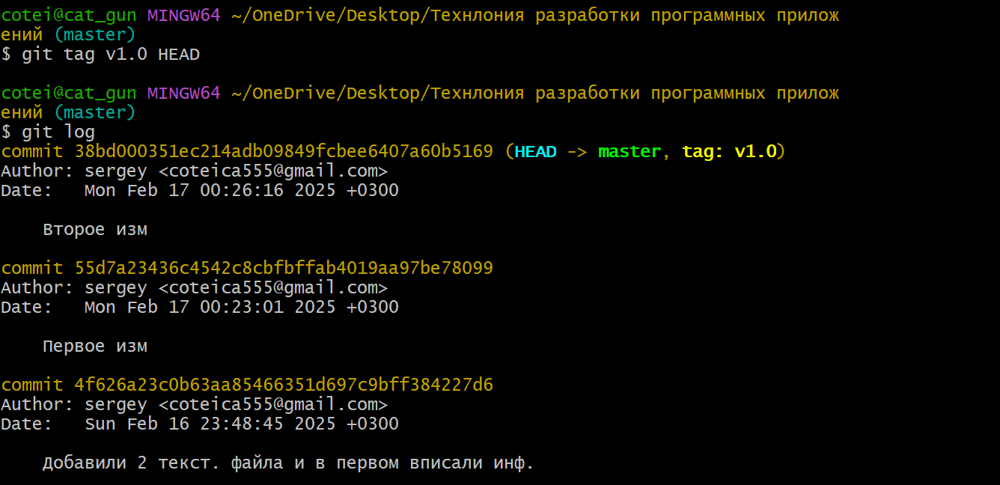 cotei@cat_gun MINGW64 ~/OneDrive/Desktop/Технлония разработки программных прилож
ений (master)
$ git tag v1.0 HEAD
cotei@cat_gun MINGW64 ~/OneDrive/Desktop/Технлония разработки программных прилож
ений (master)
$ git log
commit 38bd000351ec214adb09849fcbee6407a60b5169 (HEAD -> master, tag: v1.0)
Author: sergey <coteica555@gmail.com>
Date:   Mon Feb 17 00:26:16 2025 +0300
Второе изм
commit 55d7a23436c4542c8cbfbffab4019aa97be78099
Author: sergey <coteica555@gmail.com>
Date:   Mon Feb 17 00:23:01 2025 +0300
Первое изм
commit 4f626a23c0b63aa85466351d697c9bff384227d6
Author: sergey <coteica555@gmail.com>
Date:   Sun Feb 16 23:48:45 2025 +0300
Добавили 2 текст. файла и в первом вписали инф.